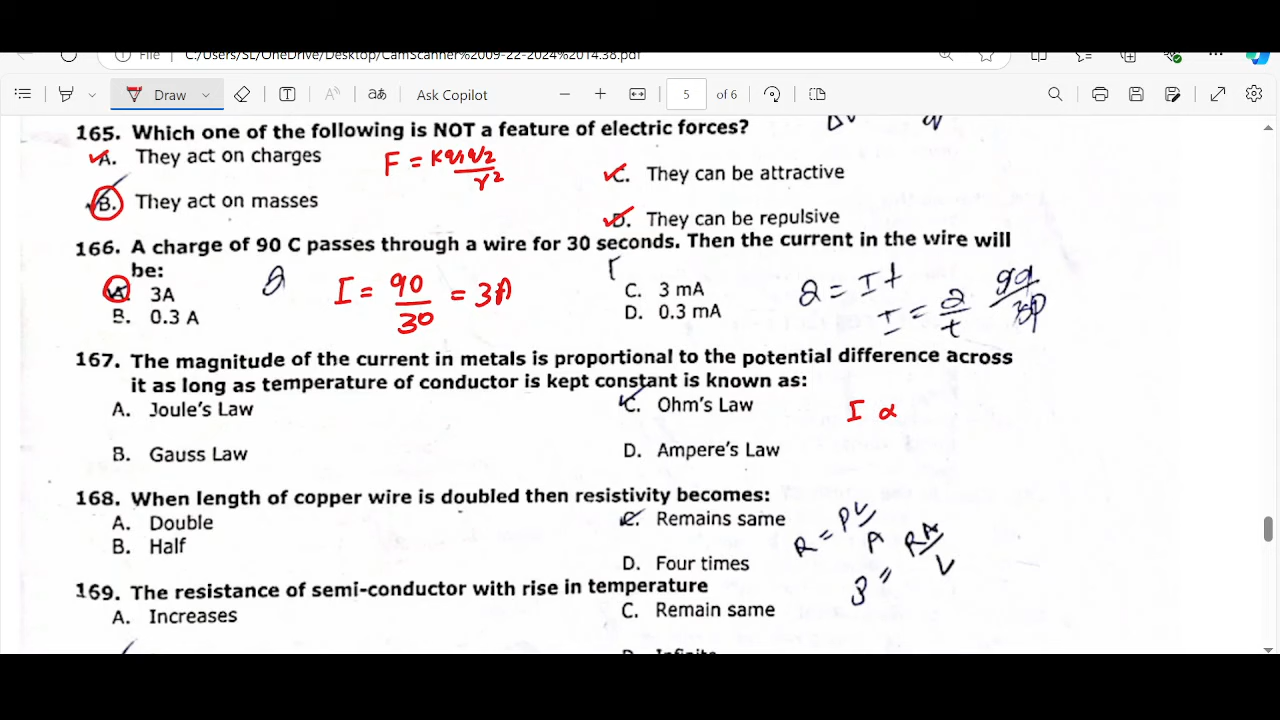 File C:/Users/SL/OneDrive/Desktop/CamScanner%2009-22-2024%2014.38.pdf
Draw aあ Ask Copilot 5 of 6
165. Which one of the following is NOT a feature of electric forces?
A. They act on charges
F = Kq1q2/r2
C. They can be attractive
B. They act on masses
D. They can be repulsive
166. A charge of 90 C passes through a wire for 30 seconds. Then the current in the wire will
be:
A. 3A
I = 90/30 = 3A
C. 3 mA
Q = It
B. 0.3 A
D. 0.3 mA
I = Q/t
167. The magnitude of the current in metals is proportional to the potential difference across
it as long as temperature of conductor is kept constant is known as:
A. Joule's Law
C. Ohm's Law
I α
B. Gauss Law
D. Ampere's Law
168. When length of copper wire is doubled then resistivity becomes:
A. Double
C. Remains same
R = ρL/A
RA/L
B. Half
D. Four times
169. The resistance of semi-conductor with rise in temperature
A. Increases
C. Remain same
D. Infinite